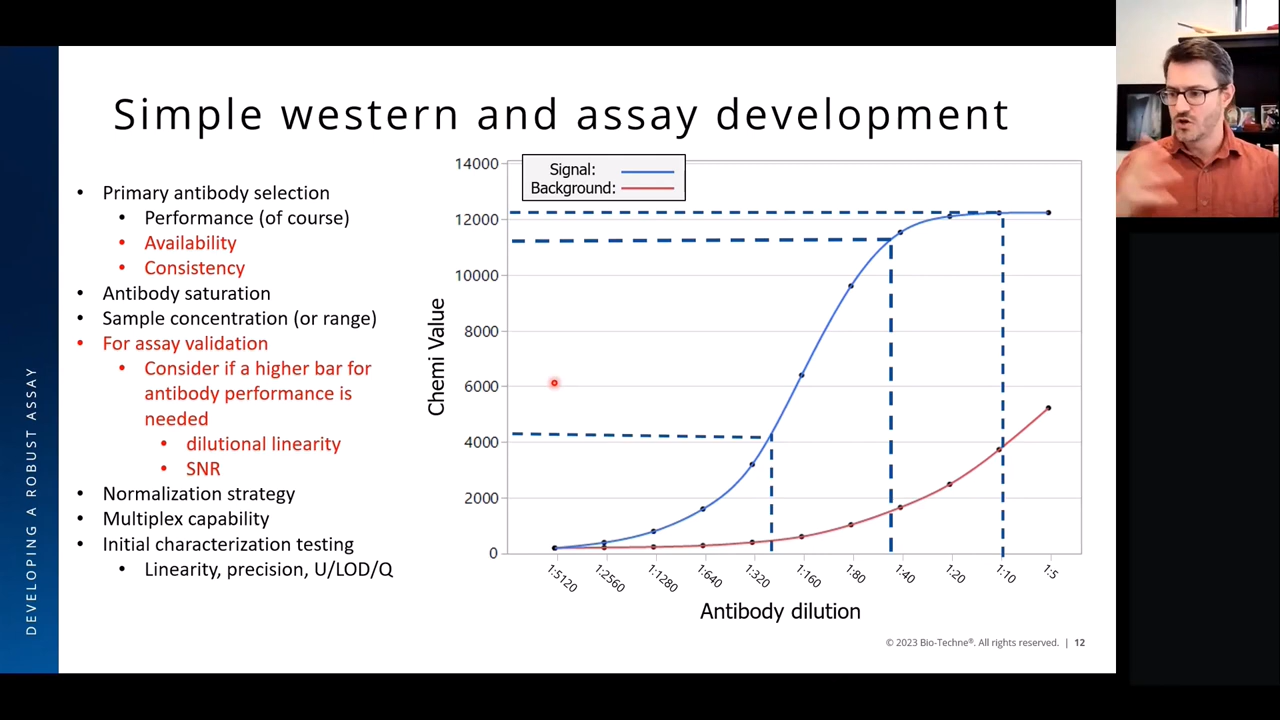 Simple western and assay development
DEVELOPING A ROBUST ASSAY
• Primary antibody selection
• Performance (of course)
• Availability
• Consistency
• Antibody saturation
• Sample concentration (or range)
• For assay validation
• Consider if a higher bar for
antibody performance is
needed
• dilutional linearity
• SNR
• Normalization strategy
• Multiplex capability
• Initial characterization testing
• Linearity, precision, U/LOD/Q
Signal:
Background:
Chemi Value
14000
12000
10000
8000
6000
4000
2000
0
1:5120
1:2560
1:1280
1:640
1:320
1:160
1:80
1:40
1:20
1:10
1:5
Antibody dilution
© 2023 Bio-Techne®. All rights reserved. | 12